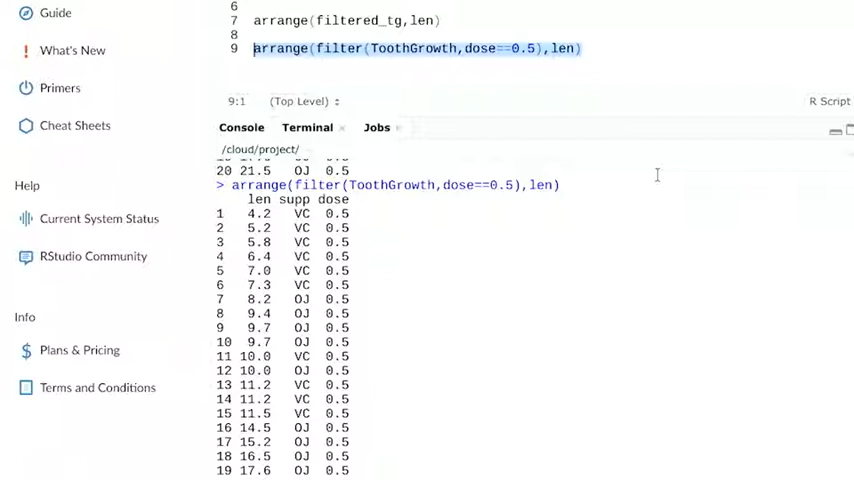 Guide
What's New
Primers
Cheat Sheets
Help
Current System Status
RStudio Community
Info
Plans & Pricing
Terms and Conditions
6
7 arrange(filtered_tg,len)
8
9 arrange(filter(ToothGrowth,dose==0.5),len)
9:1 (Top Level) R Script
Console Terminal × Jobs ×
/cloud/project/
20 21.5 OJ 0.5
> arrange(filter(ToothGrowth,dose==0.5),len)
len supp dose
1 4.2 VC 0.5
2 5.2 VC 0.5
3 5.8 VC 0.5
4 6.4 VC 0.5
5 7.0 VC 0.5
6 7.3 VC 0.5
7 8.2 OJ 0.5
8 9.4 OJ 0.5
9 9.7 OJ 0.5
10 9.7 OJ 0.5
11 10.0 VC 0.5
12 10.0 OJ 0.5
13 11.2 VC 0.5
14 11.2 VC 0.5
15 11.5 VC 0.5
16 14.5 OJ 0.5
17 15.2 OJ 0.5
18 16.5 OJ 0.5
19 17.6 OJ 0.5